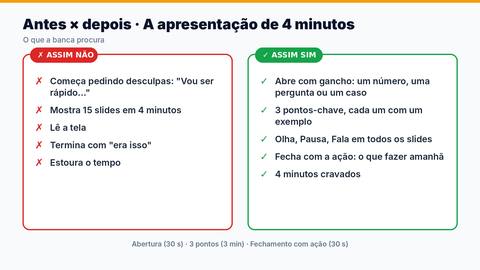 Antes × depois · A apresentação de 4 minutos
O que a banca procura
✗ ASSIM NÃO
✗ Começa pedindo desculpas: "Vou ser
rápido..."
✗ Mostra 15 slides em 4 minutos
✗ Lê a tela
✗ Termina com "era isso"
✗ Estoura o tempo
✓ ASSIM SIM
✓ Abre com gancho: um número, uma
pergunta ou um caso
✓ 3 pontos-chave, cada um com um
exemplo
✓ Olha, Pausa, Fala em todos os slides
✓ Fecha com a ação: o que fazer amanhã
✓ 4 minutos cravados
Abertura (30 s) · 3 pontos (3 min) · Fechamento com ação (30 s)